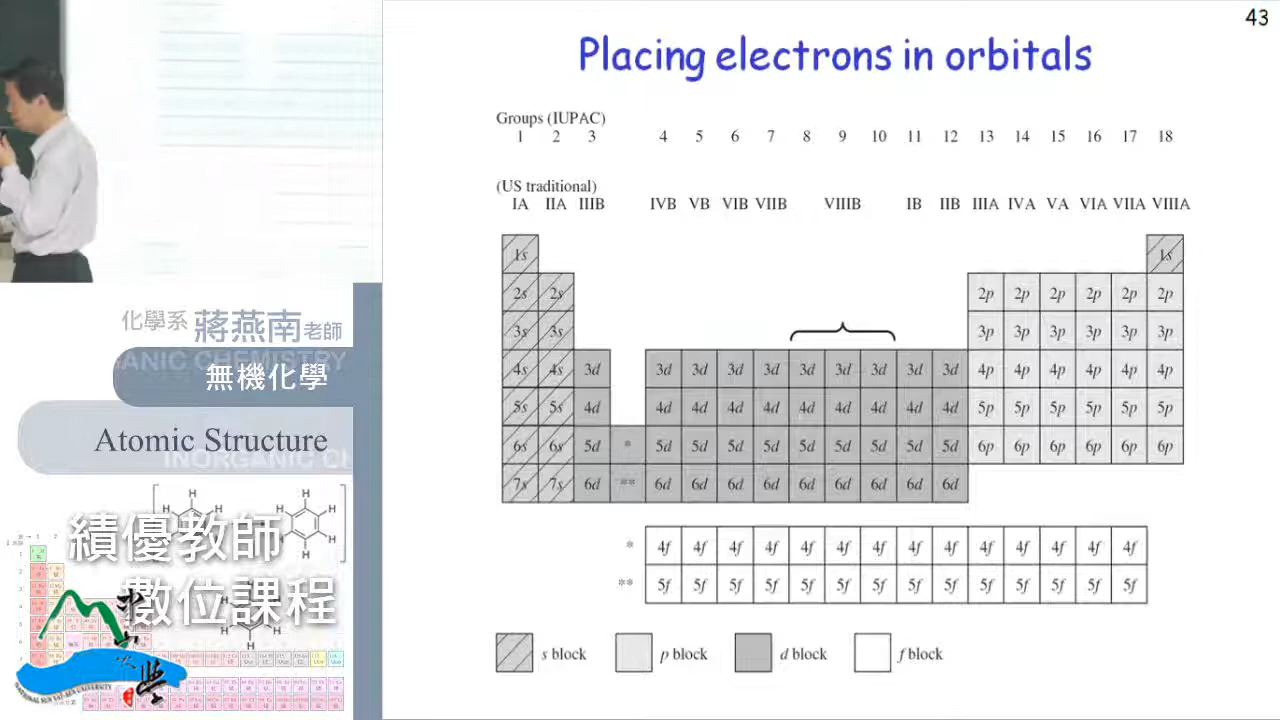 43
Placing electrons in orbitals
Groups (IUPAC)
1 2 3 4 5 6 7 8 9 10 11 12 13 14 15 16 17 18
(US traditional)
IA IIA IIIB IVB VB VIB VIIB VIIIB IB IIB IIIA IVA VA VIA VIIA VIIIA
1s 1s
2s 2s 2p 2p 2p 2p 2p 2p
3s 3s 3p 3p 3p 3p 3p 3p
4s 4s 3d 3d 3d 3d 3d 3d 3d 3d 3d 3d 4p 4p 4p 4p 4p 4p
5s 5s 4d 4d 4d 4d 4d 4d 4d 4d 4d 4d 5p 5p 5p 5p 5p 5p
6s 6s 5d * 5d 5d 5d 5d 5d 5d 5d 5d 5d 6p 6p 6p 6p 6p 6p
7s 7s 6d ** 6d 6d 6d 6d 6d 6d 6d 6d 6d
* 4f 4f 4f 4f 4f 4f 4f 4f 4f 4f 4f 4f 4f 4f
** 5f 5f 5f 5f 5f 5f 5f 5f 5f 5f 5f 5f 5f 5f
s block p block d block f block
化學系 蔣燕南老師
無機化學
Atomic Structure
績優教師
數位課程
NATIONAL SUN YAT-SEN UNIVERSITY